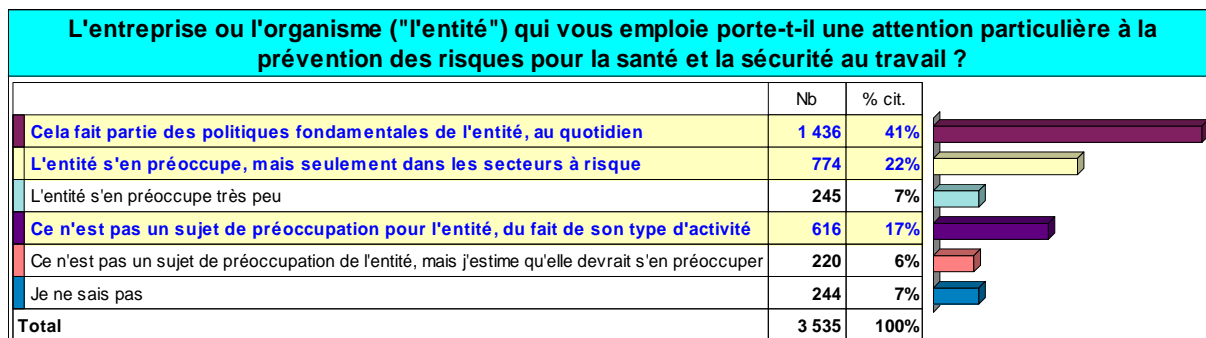 L'entreprise ou l'organisme ("l'entité") qui vous emploie porte-t-il une attention particulière à la
prévention des risques pour la santé et la sécurité au travail ?
Nb % cit.
Cela fait partie des politiques fondamentales de l'entité, au quotidien 1 436 41%
L'entité s'en préoccupe, mais seulement dans les secteurs à risque 774 22%
L'entité s'en préoccupe très peu 245 7%
Ce n'est pas un sujet de préoccupation pour l'entité, du fait de son type d'activité 616 17%
Ce n'est pas un sujet de préoccupation de l'entité, mais j'estime qu'elle devrait s'en préoccuper 220 6%
Je ne sais pas 244 7%
Total 3 535 100%